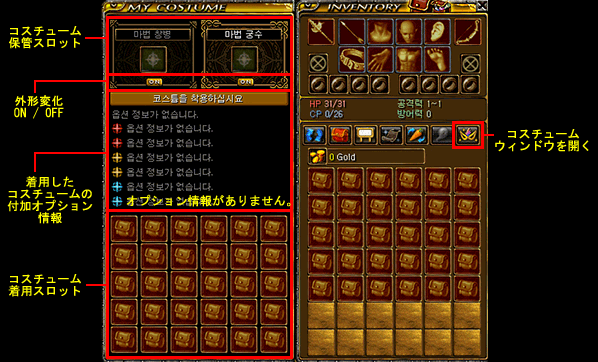 MY COSTUME
INVENTORY
コスチューム
保管スロット
마법 창병
마법 궁수
ON
ON
外形変化
ON / OFF
코스튬을 착용하십시요
옵션 정보가 없습니다.
옵션 정보가 없습니다.
옵션 정보가 없습니다.
옵션 정보가 없습니다.
옵션 정보가 없습니다.
옵션 정보가 없습니다.
オプション情報がありません。
着用した
コスチュームの
付加オプション
情報
コスチューム
着用スロット
HP 31/31
공격력 1~1
CP 0/26
방어력 0
0 Gold
コスチューム
ウィンドウを開く